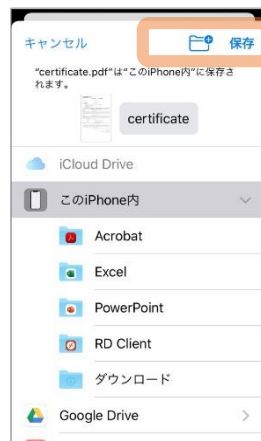 キャンセル
保存
"certificate.pdf"は"このiPhone内"に保存さ
れます。
certificate
iCloud Drive
このiPhone内
Acrobat
Excel
PowerPoint
RD Client
ダウンロード
Google Drive